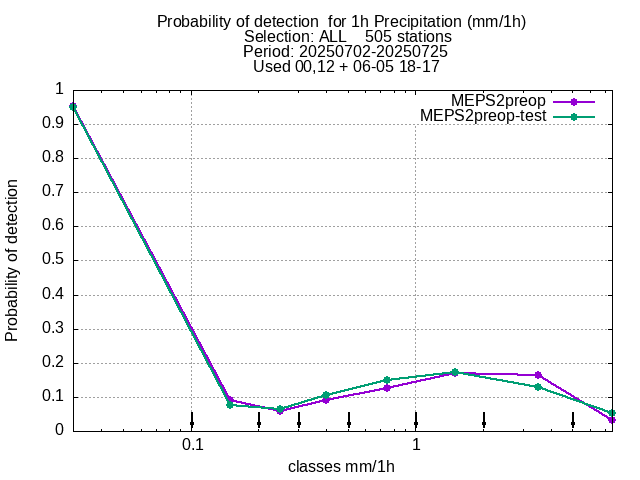 Probability of detection  for 1h Precipitation (mm/1h)
Selection: ALL    505 stations
Period: 20250702-20250725
Used 00,12 + 06-05 18-17
MEPS2preop
MEPS2preop-test
Probability of detection
1
0.9
0.8
0.7
0.6
0.5
0.4
0.3
0.2
0.1
0
0.1
1
classes mm/1h